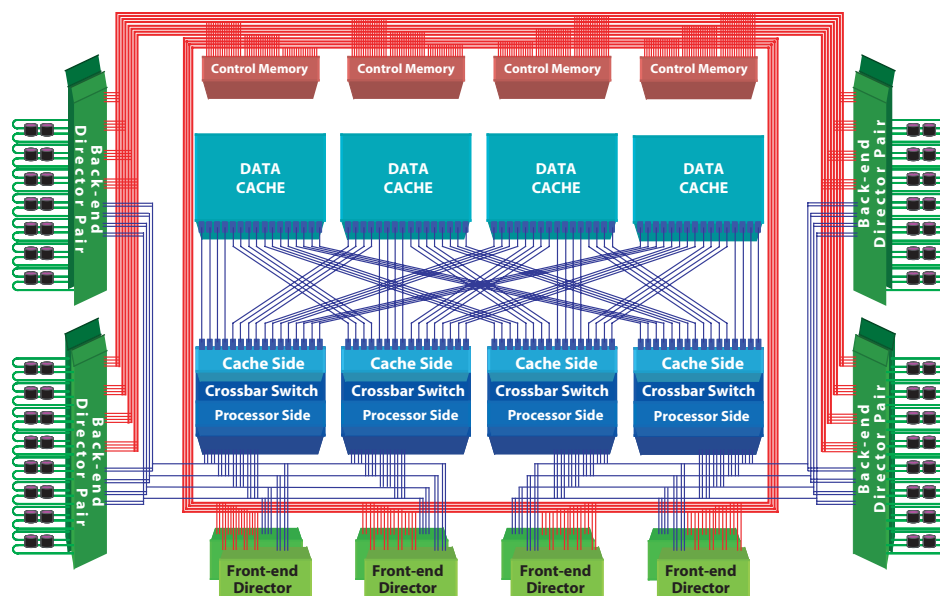 Control Memory
Control Memory
Control Memory
Control Memory
Back-end
Director Pair
Back-end
Director Pair
DATA
CACHE
DATA
CACHE
DATA
CACHE
DATA
CACHE
Cache Side
Crossbar Switch
Processor Side
Cache Side
Crossbar Switch
Processor Side
Cache Side
Crossbar Switch
Processor Side
Cache Side
Crossbar Switch
Processor Side
Back-end
Director Pair
Back-end
Director Pair
Front-end
Director
Front-end
Director
Front-end
Director
Front-end
Director